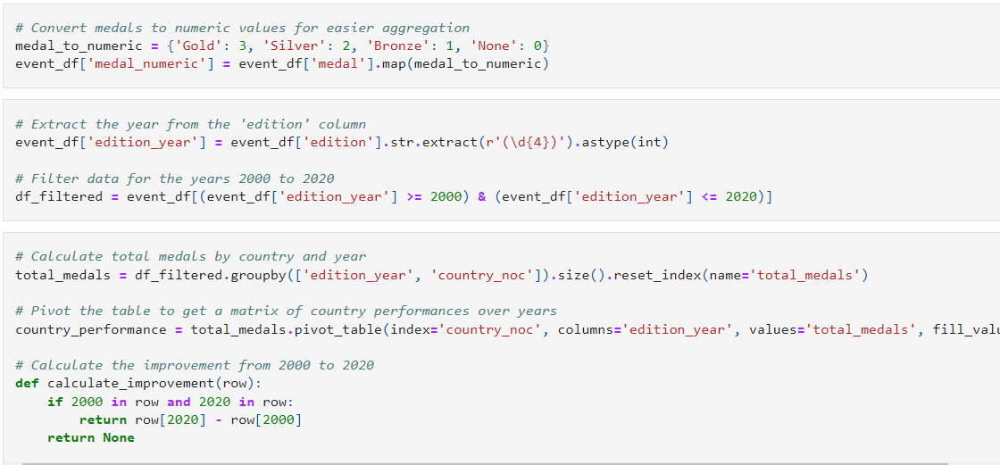 # Convert medals to numeric values for easier aggregation
medal_to_numeric = {'Gold': 3, 'Silver': 2, 'Bronze': 1, 'None': 0}
event_df['medal_numeric'] = event_df['medal'].map(medal_to_numeric)
# Extract the year from the 'edition' column
event_df['edition_year'] = event_df['edition'].str.extract(r'(\d{4})').astype(int)
# Filter data for the years 2000 to 2020
df_filtered = event_df[(event_df['edition_year'] >= 2000) & (event_df['edition_year'] <= 2020)]
# Calculate total medals by country and year
total_medals = df_filtered.groupby(['edition_year', 'country_noc']).size().reset_index(name='total_medals')
# Pivot the table to get a matrix of country performances over years
country_performance = total_medals.pivot_table(index='country_noc', columns='edition_year', values='total_medals', fill_valu
# Calculate the improvement from 2000 to 2020
def calculate_improvement(row):
    if 2000 in row and 2020 in row:
        return row[2020] - row[2000]
    return None